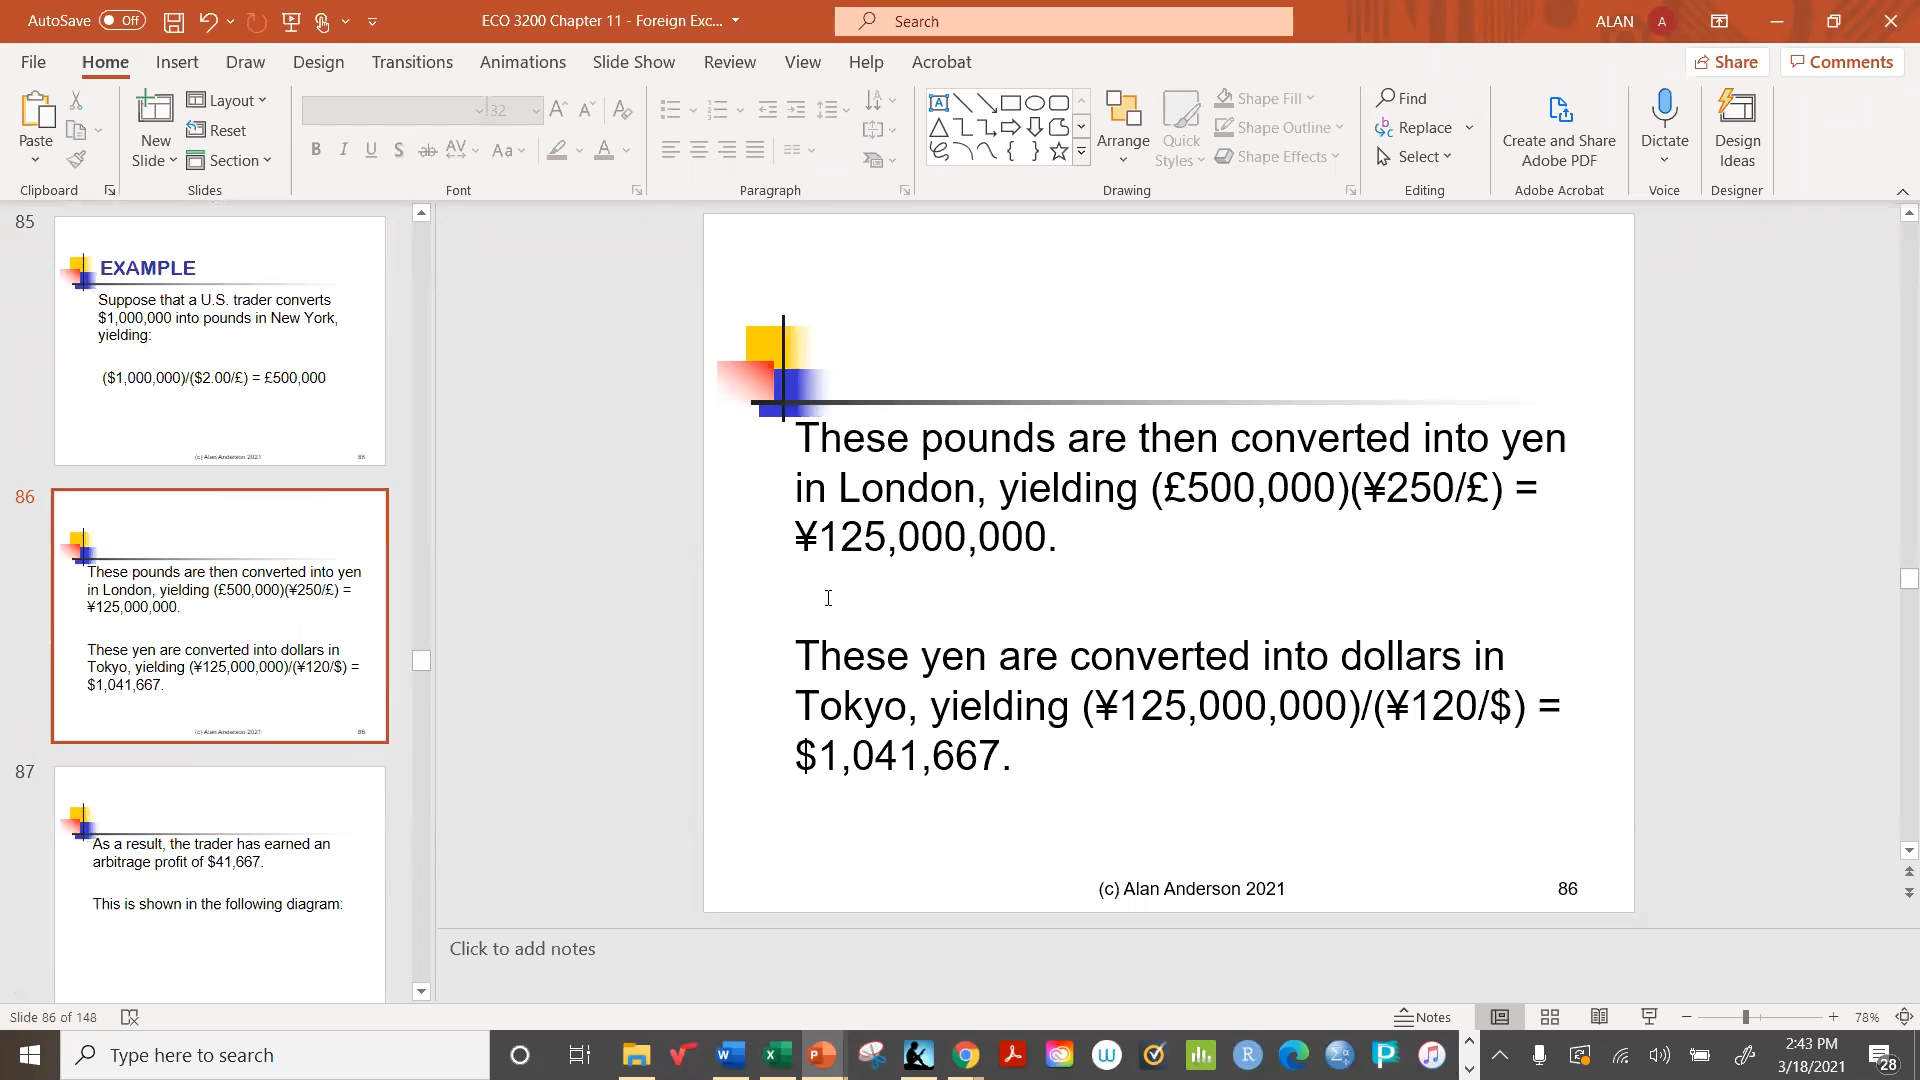 AutoSave Off
ECO 3200 Chapter 11 - Foreign Exc...
Search
ALAN A
File Home Insert Draw Design Transitions Animations Slide Show Review View Help Acrobat
Share
Comments
Paste
Clipboard
New
Slide
Layout
Reset
Section
Slides
32
Aa
Font
Paragraph
Arrange
Quick
Styles
Shape Fill
Shape Outline
Shape Effects
Drawing
Find
Replace
Select
Editing
Create and Share
Adobe PDF
Adobe Acrobat
Dictate
Voice
Design
Ideas
Designer
85
EXAMPLE
Suppose that a U.S. trader converts
$1,000,000 into pounds in New York,
yielding:
($1,000,000)/($2.00/£) = £500,000
(c) Alan Anderson 2021
86
These pounds are then converted into yen
in London, yielding (£500,000)(¥250/£) =
¥125,000,000.
These yen are converted into dollars in
Tokyo, yielding (¥125,000,000)/(¥120/$) =
$1,041,667.
(c) Alan Anderson 2021 86
87
As a result, the trader has earned an
arbitrage profit of $41,667.
This is shown in the following diagram:
These pounds are then converted into yen
in London, yielding (£500,000)(¥250/£) =
¥125,000,000.
These yen are converted into dollars in
Tokyo, yielding (¥125,000,000)/(¥120/$) =
$1,041,667.
(c) Alan Anderson 2021 86
Click to add notes
Slide 86 of 148
Notes
78%
Type here to search
2:43 PM
3/18/2021
28